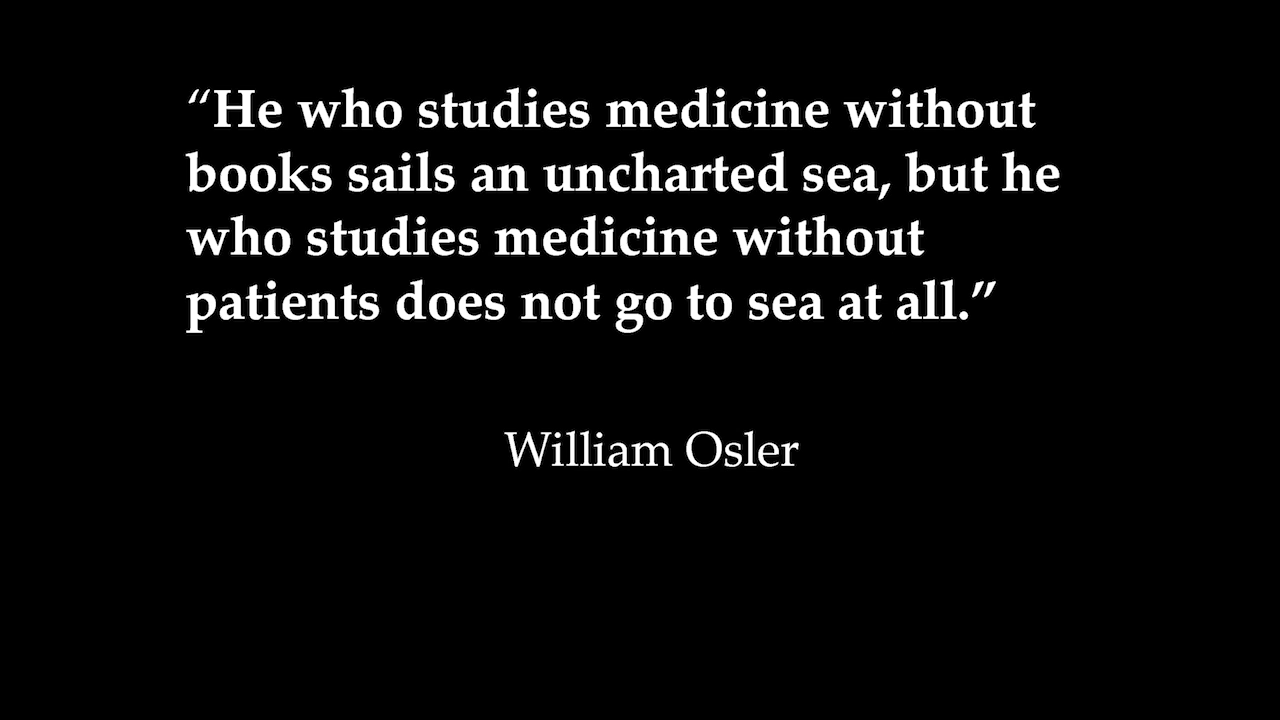 “He who studies medicine without
books sails an uncharted sea, but he
who studies medicine without
patients does not go to sea at all.”
William Osler